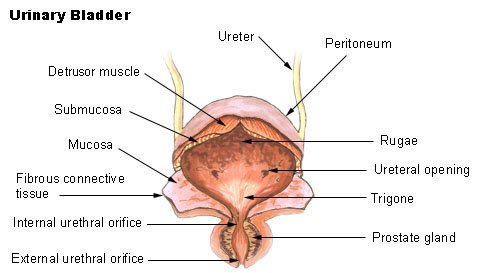 Urinary Bladder
Ureter
Peritoneum
Detrusor muscle
Submucosa
Mucosa
Fibrous connective
tissue
Internal urethral orifice
External urethral orifice
Rugae
Ureteral opening
Trigone
Prostate gland